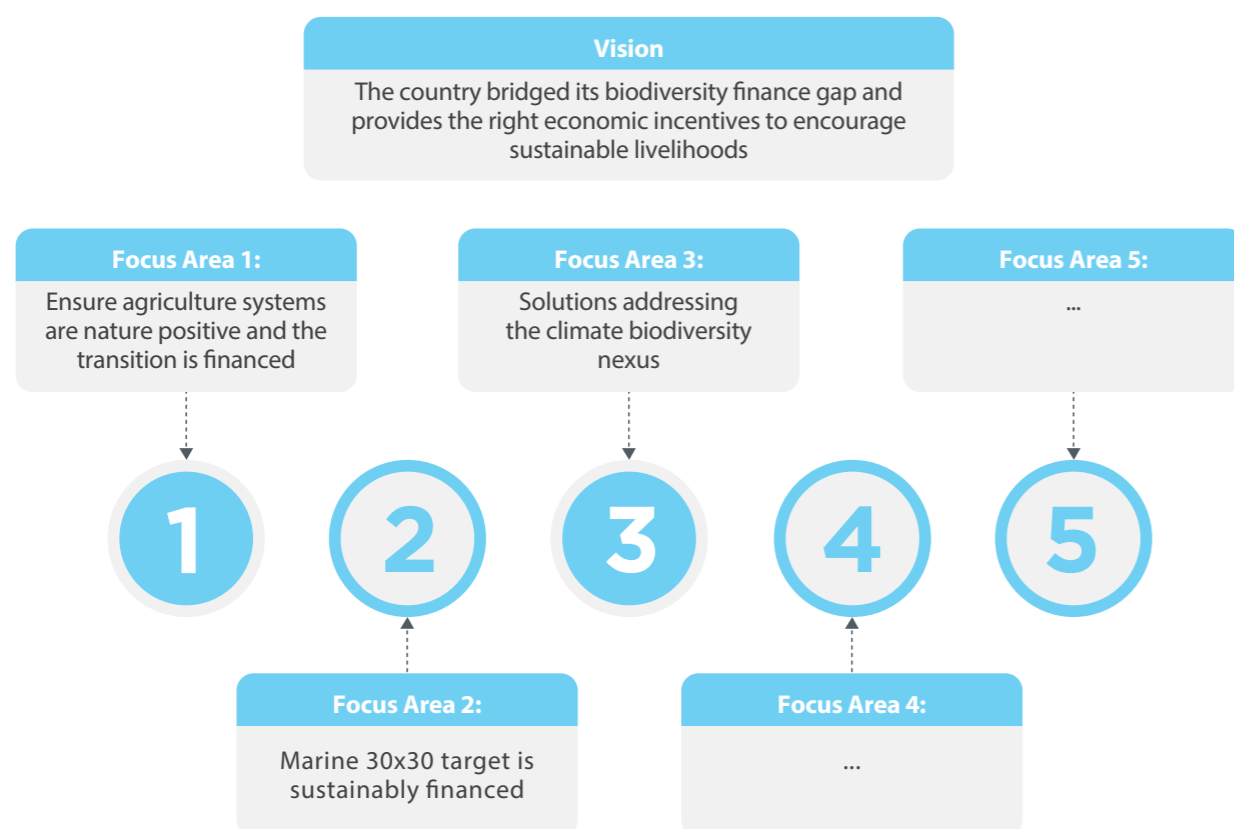 Vision
The country bridged its biodiversity finance gap and
provides the right economic incentives to encourage
sustainable livelihoods
Focus Area 1:
Ensure agriculture systems
are nature positive and the
transition is financed
Focus Area 3:
Solutions addressing
the climate biodiversity
nexus
Focus Area 5:
...
1
2
3
4
5
Focus Area 2:
Marine 30x30 target is
sustainably financed
Focus Area 4:
...